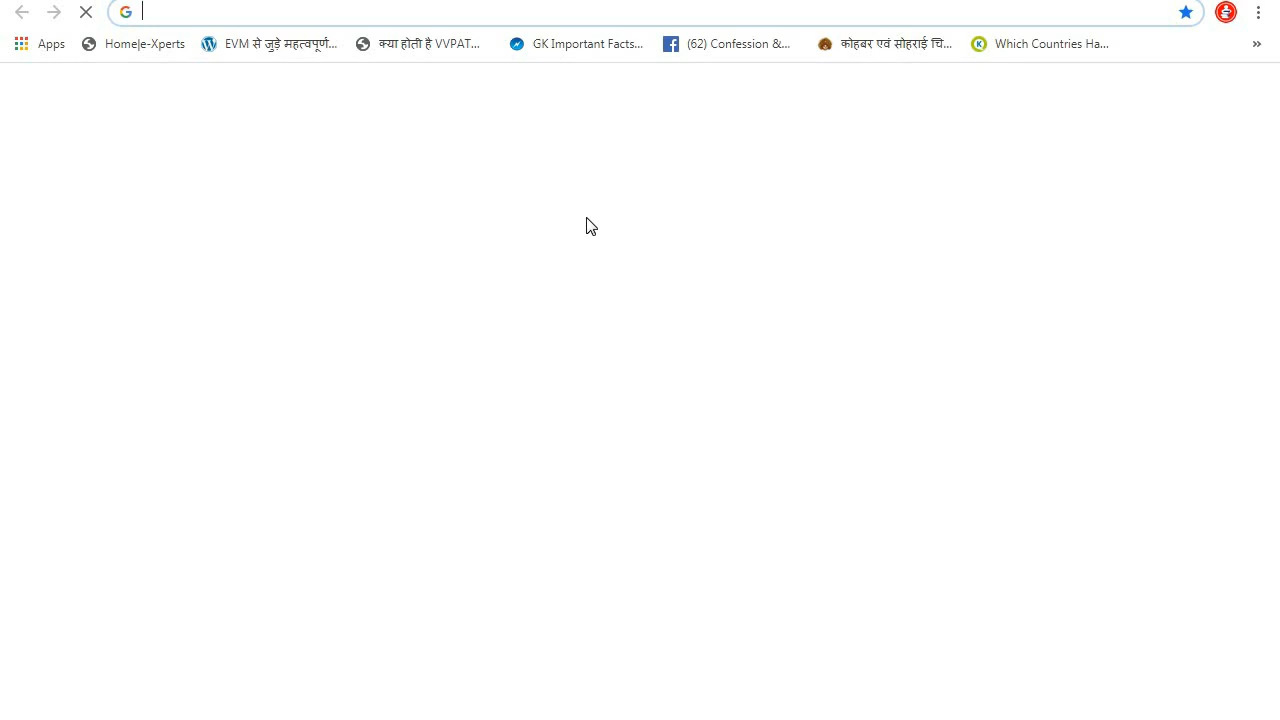 Apps Home|e-Xperts EVM से जुड़े महत्वपूर्ण... क्या होती है VVPAT... GK Important Facts... (62) Confession &... कोहबर एवं सोहराई चि... Which Countries Ha... »